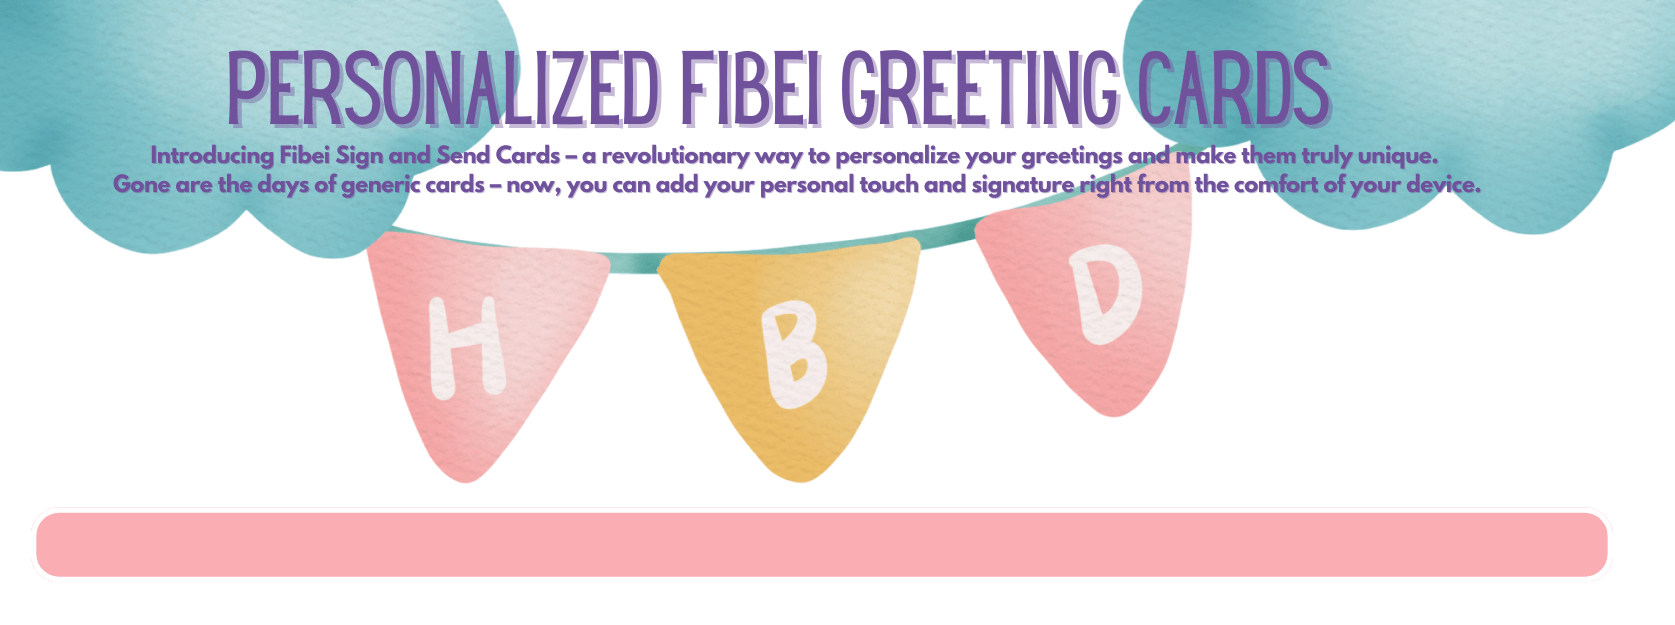 PERSONALIZED FIBEI GREETING CARDS
Introducing Fibei Sign and Send Cards – a revolutionary way to personalize your greetings and make them truly unique.
Gone are the days of generic cards – now, you can add your personal touch and signature right from the comfort of your device.
H B D